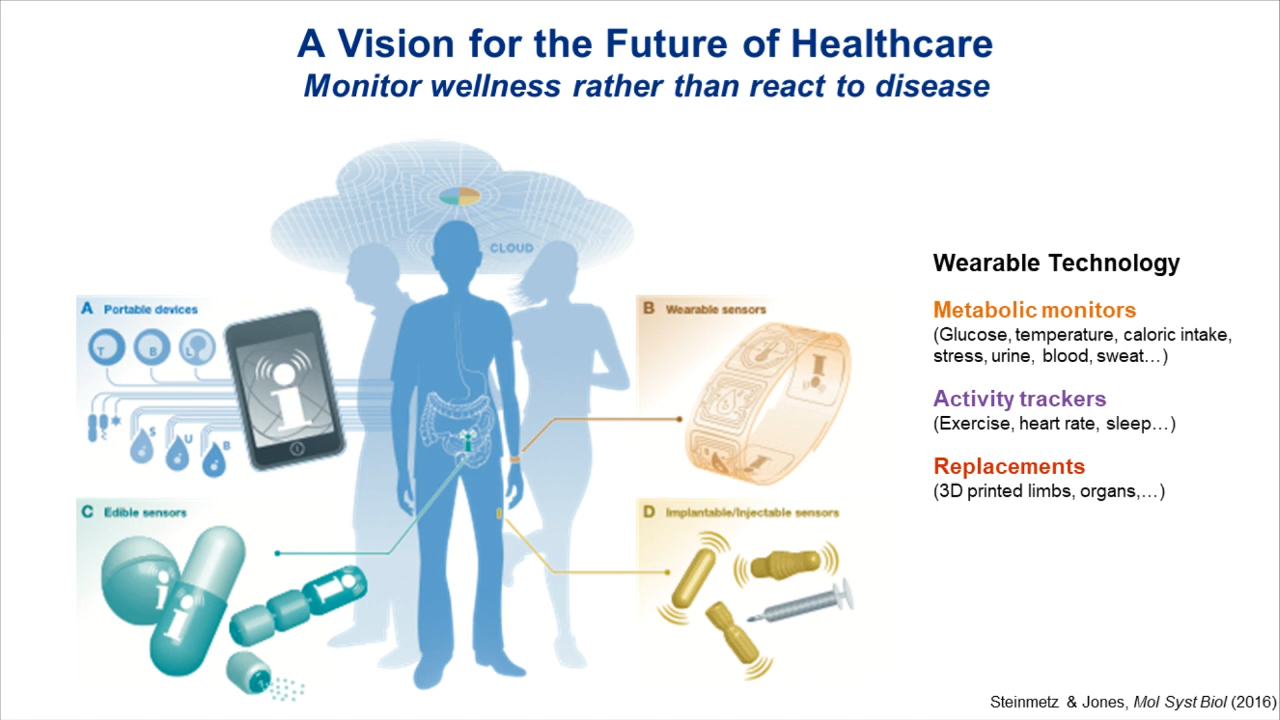 A Vision for the Future of Healthcare
Monitor wellness rather than react to disease
CLOUD
A Portable devices
T B L
S U B
B Wearable sensors
C Edible sensors
D Implantable/Injectable sensors
Wearable Technology
Metabolic monitors
(Glucose, temperature, caloric intake,
stress, urine, blood, sweat…)
Activity trackers
(Exercise, heart rate, sleep…)
Replacements
(3D printed limbs, organs,…)
Steinmetz & Jones, Mol Syst Biol (2016)